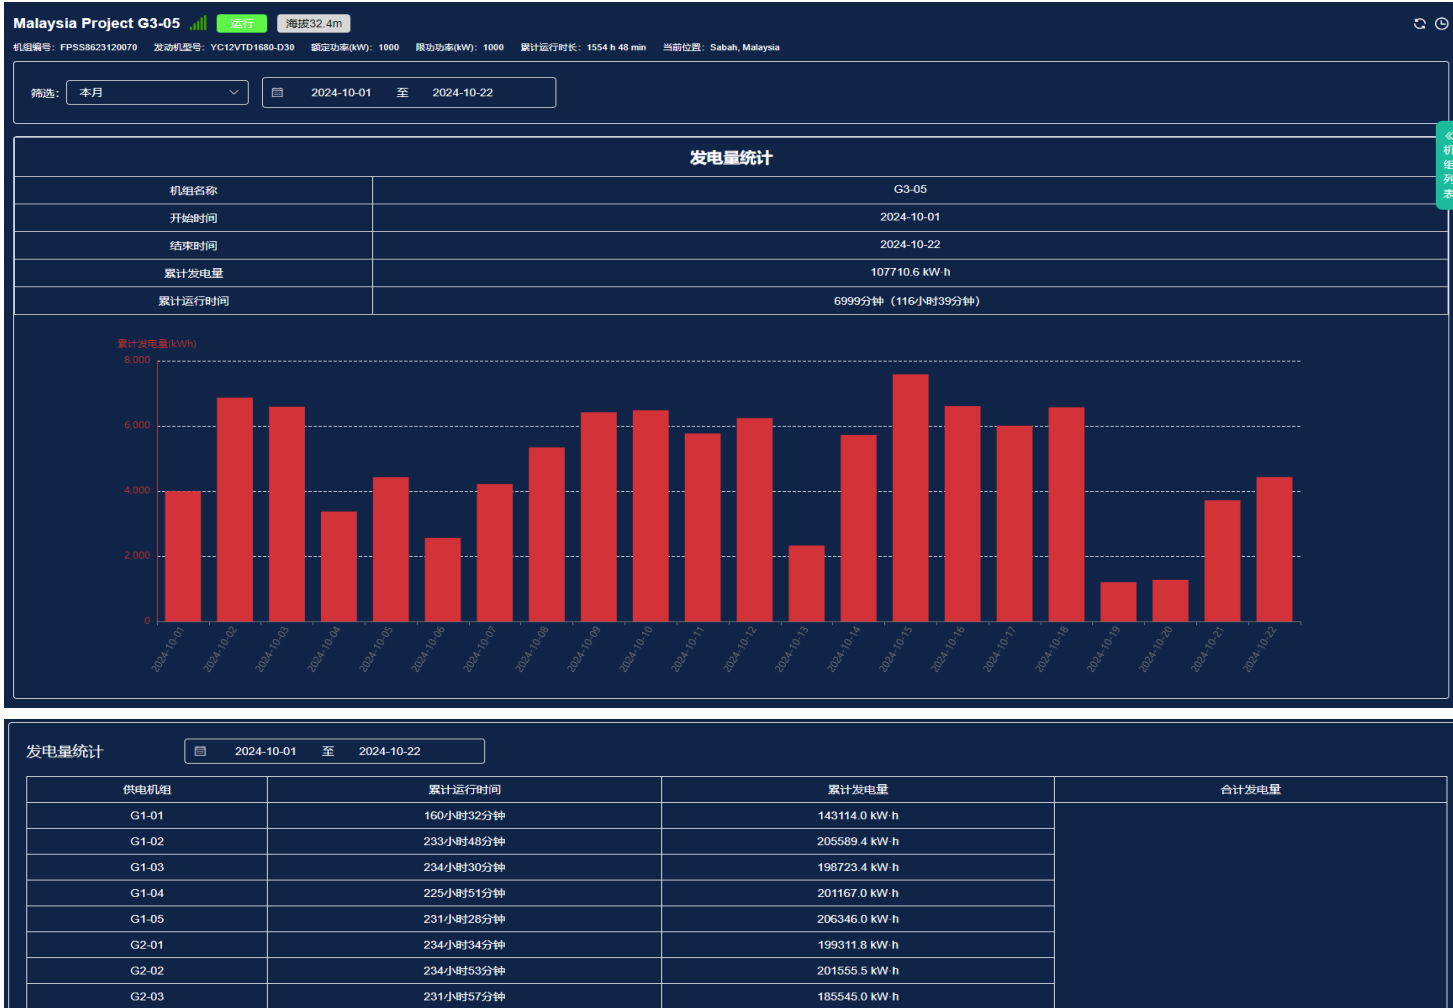 Malaysia Project G3-05 运行 海拔32.4m
机组编号：FPSS8623120070 发动机型号：YC12VTD1680-D30 额定功率(kW)：1000 限功功率(kW)：1000 累计运行时长：1554 h 48 min 当前位置：Sabah, Malaysia
筛选： 本月 2024-10-01 至 2024-10-22
机组列表
发电量统计
机组名称 G3-05
开始时间 2024-10-01
结束时间 2024-10-22
累计发电量 107710.6 kW·h
累计运行时间 6999分钟（116小时39分钟）
累计发电量(kWh)
8,000
6,000
4,000
2,000
0
2024-10-01 2024-10-02 2024-10-03 2024-10-04 2024-10-05 2024-10-06 2024-10-07 2024-10-08 2024-10-09 2024-10-10 2024-10-11 2024-10-12 2024-10-13 2024-10-14 2024-10-15 2024-10-16 2024-10-17 2024-10-18 2024-10-19 2024-10-20 2024-10-21 2024-10-22
发电量统计 2024-10-01 至 2024-10-22
供电机组 累计运行时间 累计发电量 合计发电量
G1-01 160小时32分钟 143114.0 kW·h
G1-02 233小时48分钟 205589.4 kW·h
G1-03 234小时30分钟 198723.4 kW·h
G1-04 225小时51分钟 201167.0 kW·h
G1-05 231小时28分钟 206346.0 kW·h
G2-01 234小时34分钟 199311.8 kW·h
G2-02 234小时53分钟 201555.5 kW·h
G2-03 231小时57分钟 185545.0 kW·h